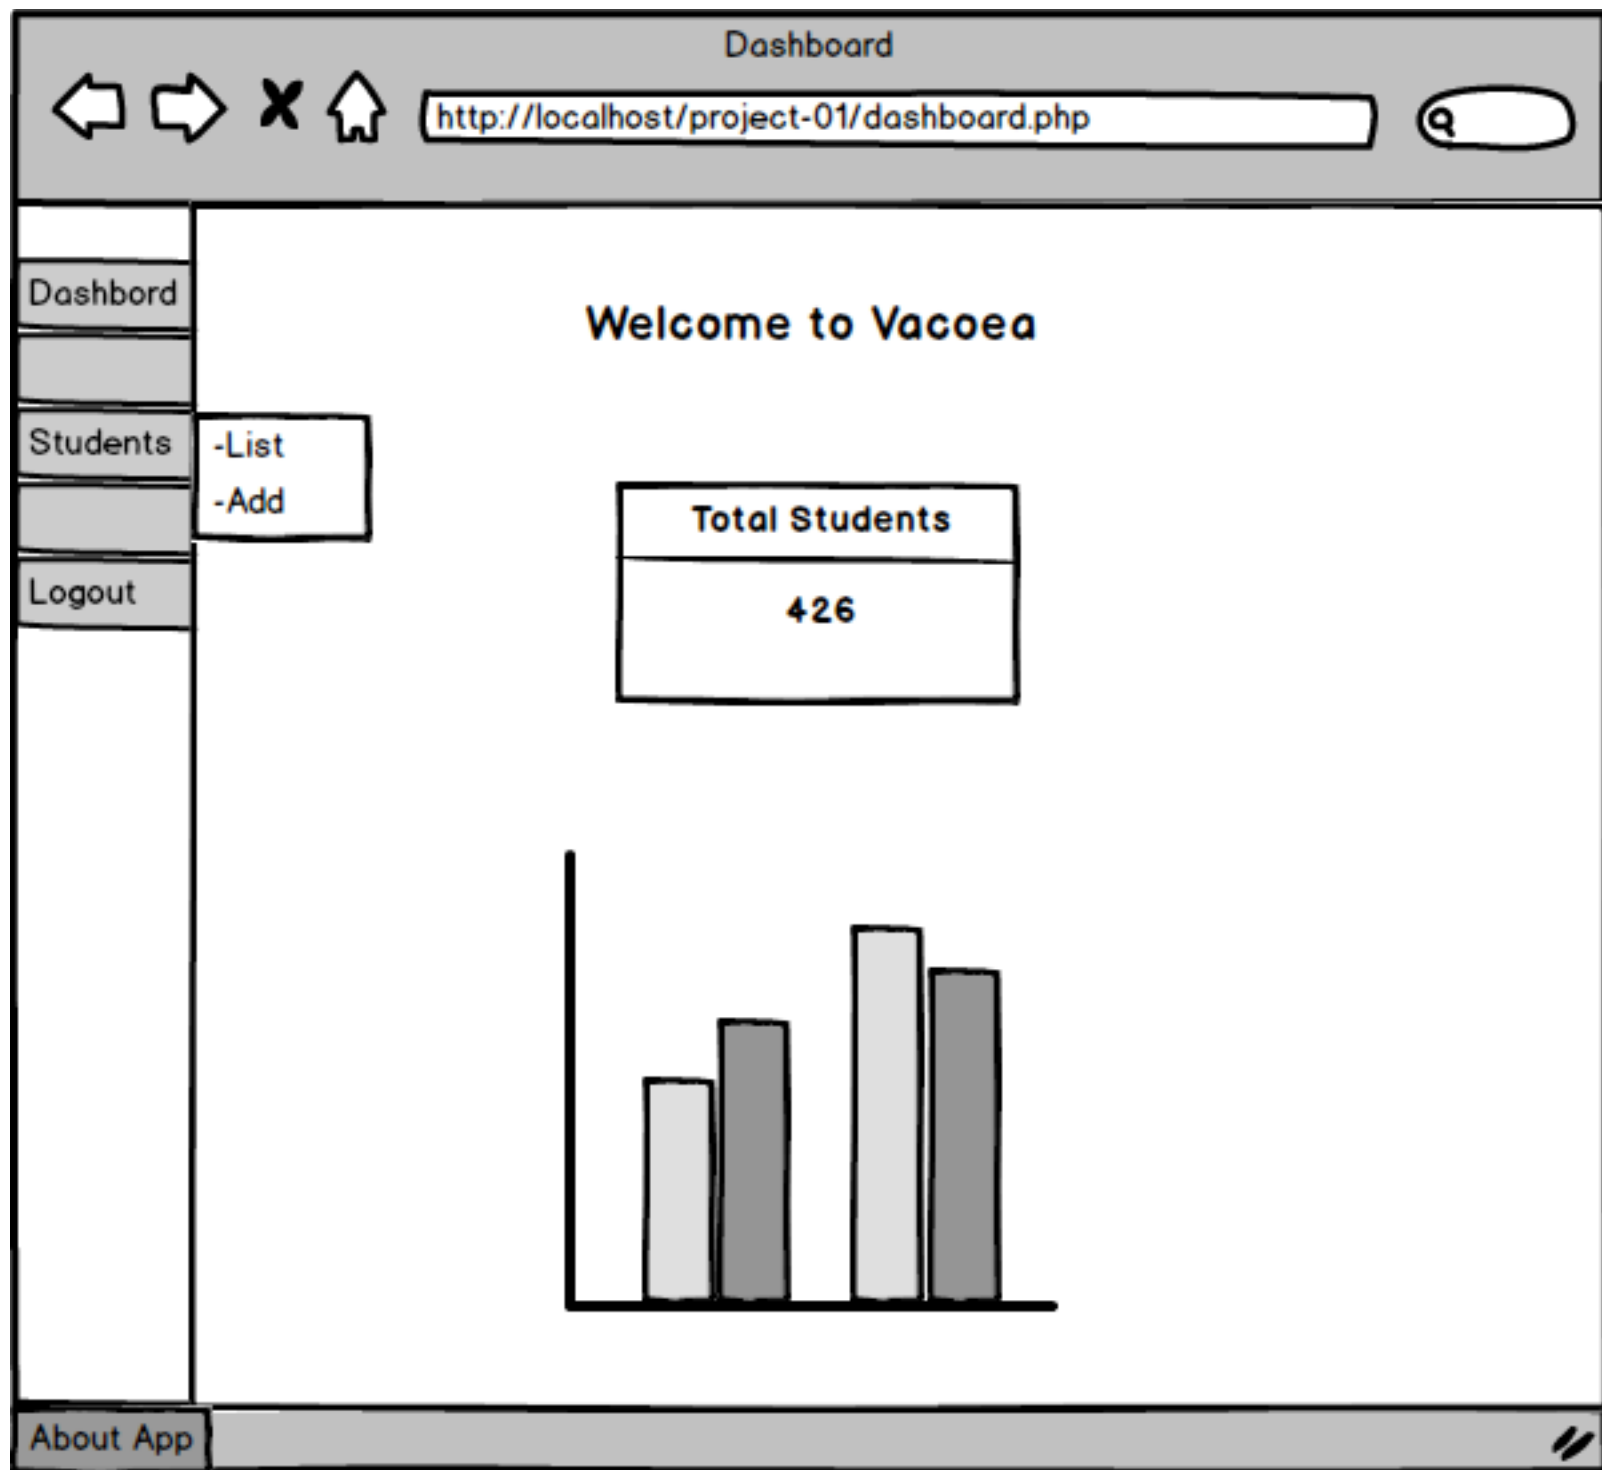 Dashboard
http://localhost/project-01/dashboard.php
Dashbord
Students
-List
-Add
Logout
Welcome to Vacoea
Total Students
426
About App